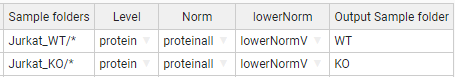 Sample folders Level Norm lowerNorm Output Sample folder
Jurkat_WT/* protein proteinall lowerNormV WT
Jurkat_KO/* protein proteinall lowerNormV KO